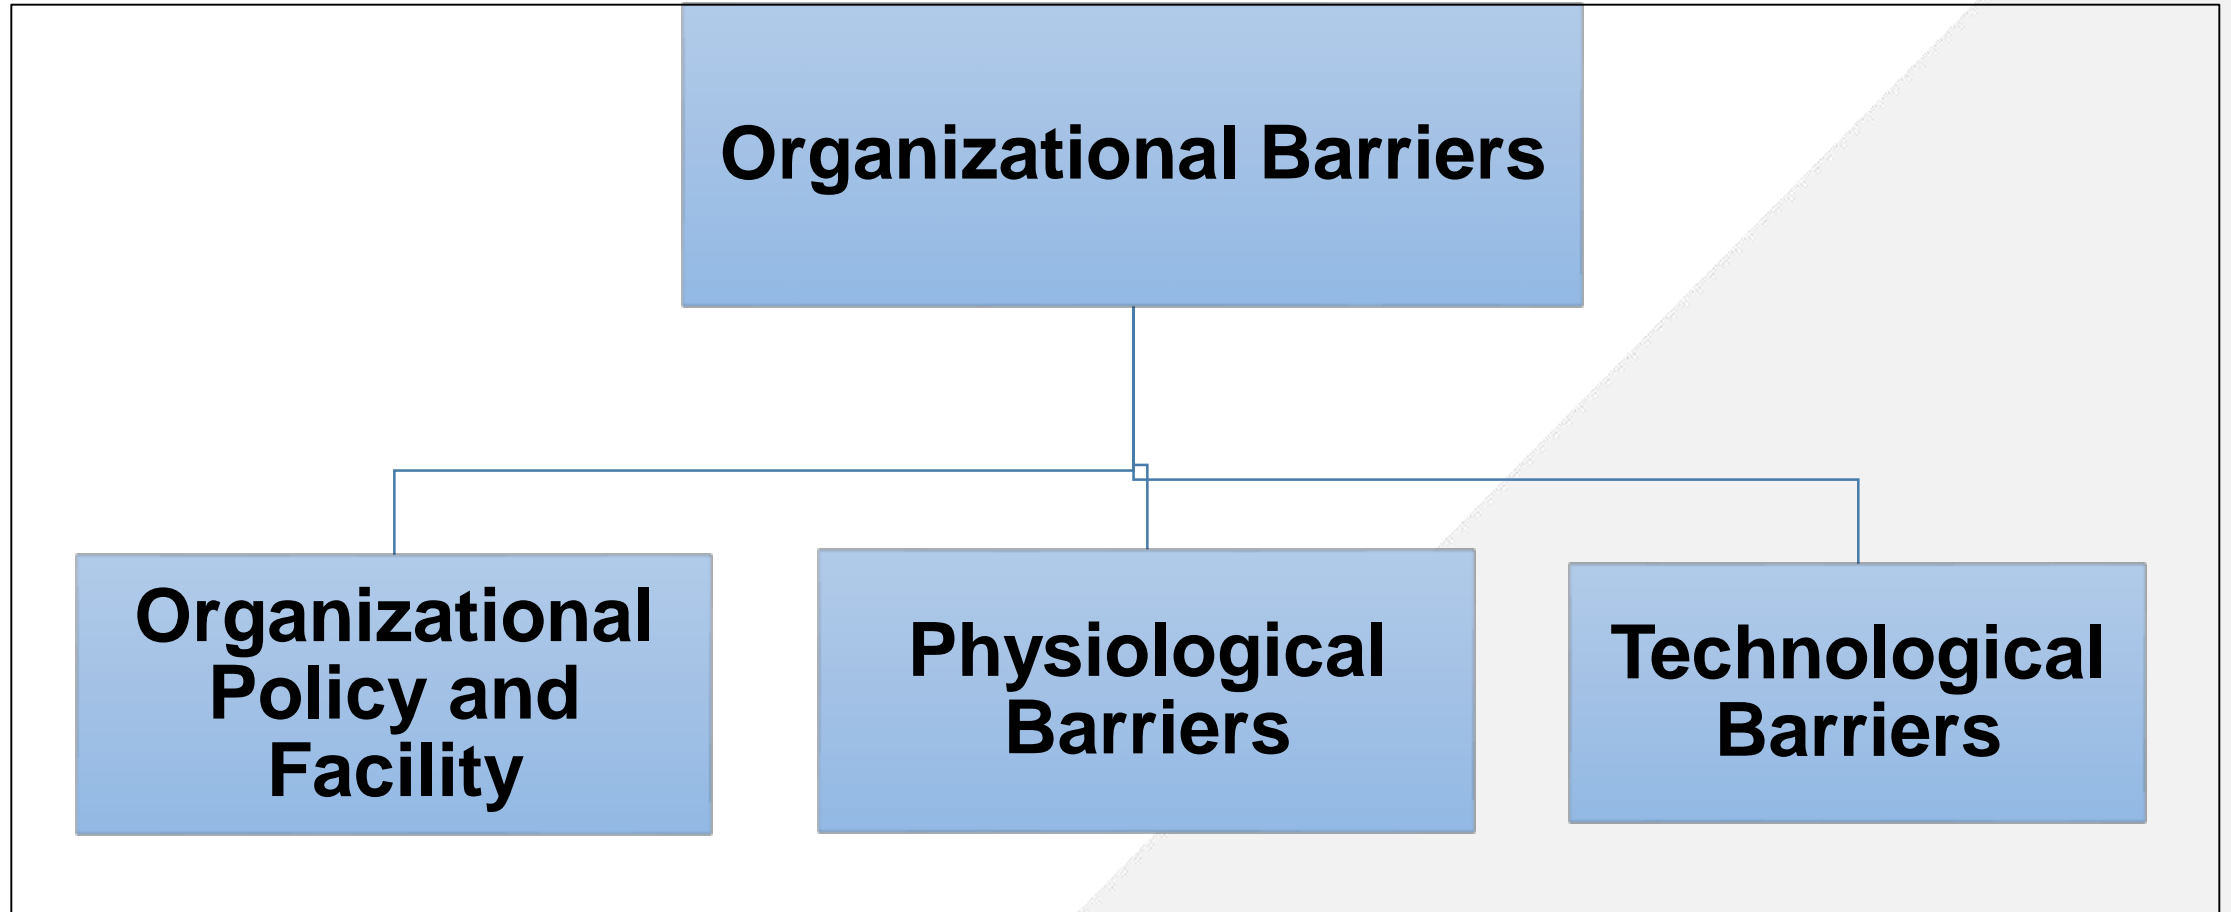 Organizational Barriers
Organizational
Policy and
Facility
Physiological
Barriers
Technological
Barriers